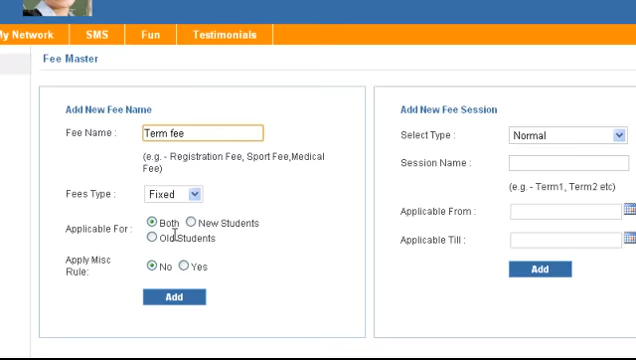 My Network SMS Fun Testimonials
Fee Master
Add New Fee Name
Fee Name : Term fee
(e.g. - Registration Fee, Sport Fee,Medical
Fee)
Fees Type : Fixed
Applicable For : Both New Students
Old Students
Apply Misc
Rule: No Yes
Add
Add New Fee Session
Select Type : Normal
Session Name :
(e.g. - Term1, Term2 etc)
Applicable From :
Applicable Till :
Add